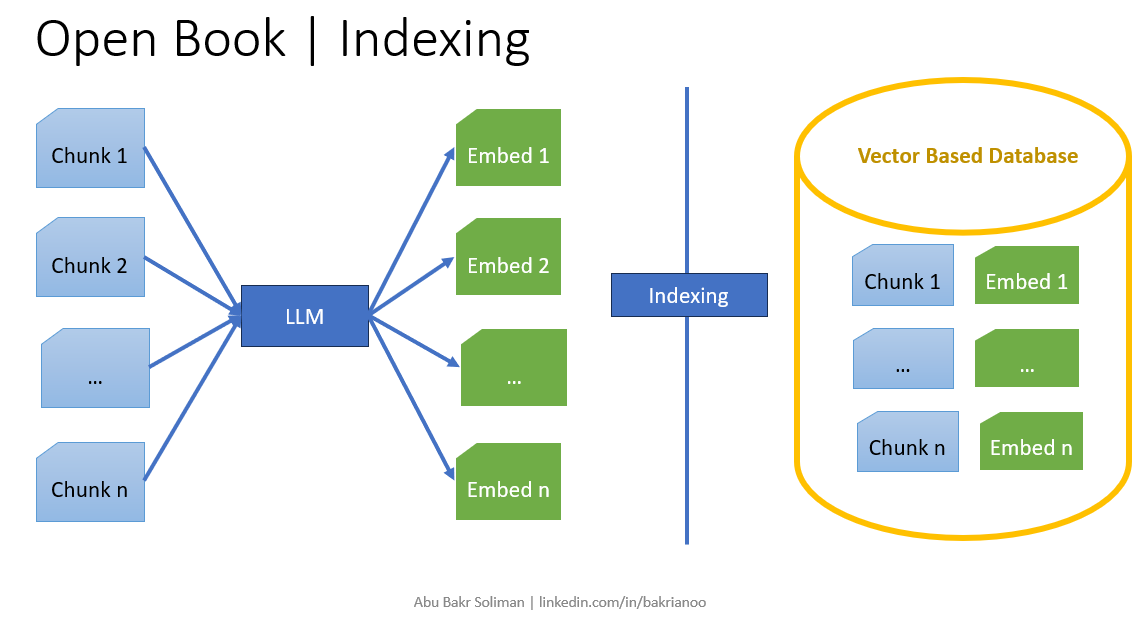 Open Book | Indexing
Chunk 1
Chunk 2
...
Chunk n
LLM
Embed 1
Embed 2
...
Embed n
Indexing
Vector Based Database
Chunk 1
Embed 1
...
...
Chunk n
Embed n
Abu Bakr Soliman | linkedin.com/in/bakrianoo